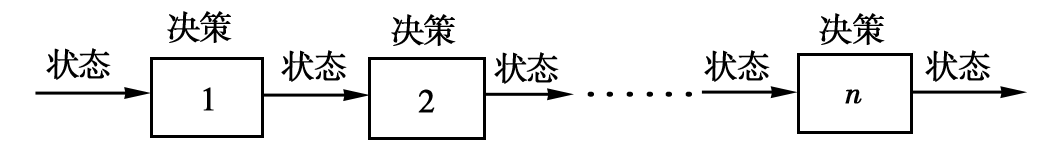 决策 决策 决策
状态 状态 状态 状态 状态
1 2 ...... n